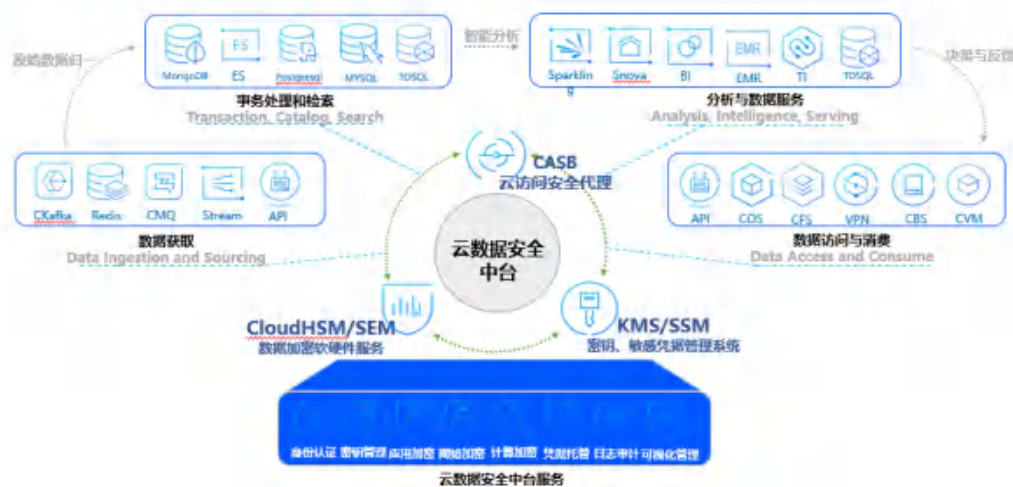 原始数据归
智能分析
决策与反馈
MongoDB
ES
ES
Postgresql
MYSQL
TDSQL
事务处理和检索
Transaction, Catalog, Search
Sparklin
g
Snova
BI
EMR
EMR
TI
TDSQL
分析与数据服务
Analysis, Intelligence, Serving
CKafka
Redis
CMQ
Stream
API
数据获取
Data Ingestion and Sourcing
CASB
云访问安全代理
API
COS
CFS
VPN
CBS
CVM
数据访问与消费
Data Access and Consume
云数据安全
中台
CloudHSM/SEM
数据加密软硬件服务
KMS/SSM
密钥、敏感凭据管理系统
身份认证 密钥管理 应用加密 网络加密 计算加密 凭据托管 日志审计 可视化管理
云数据安全中台服务